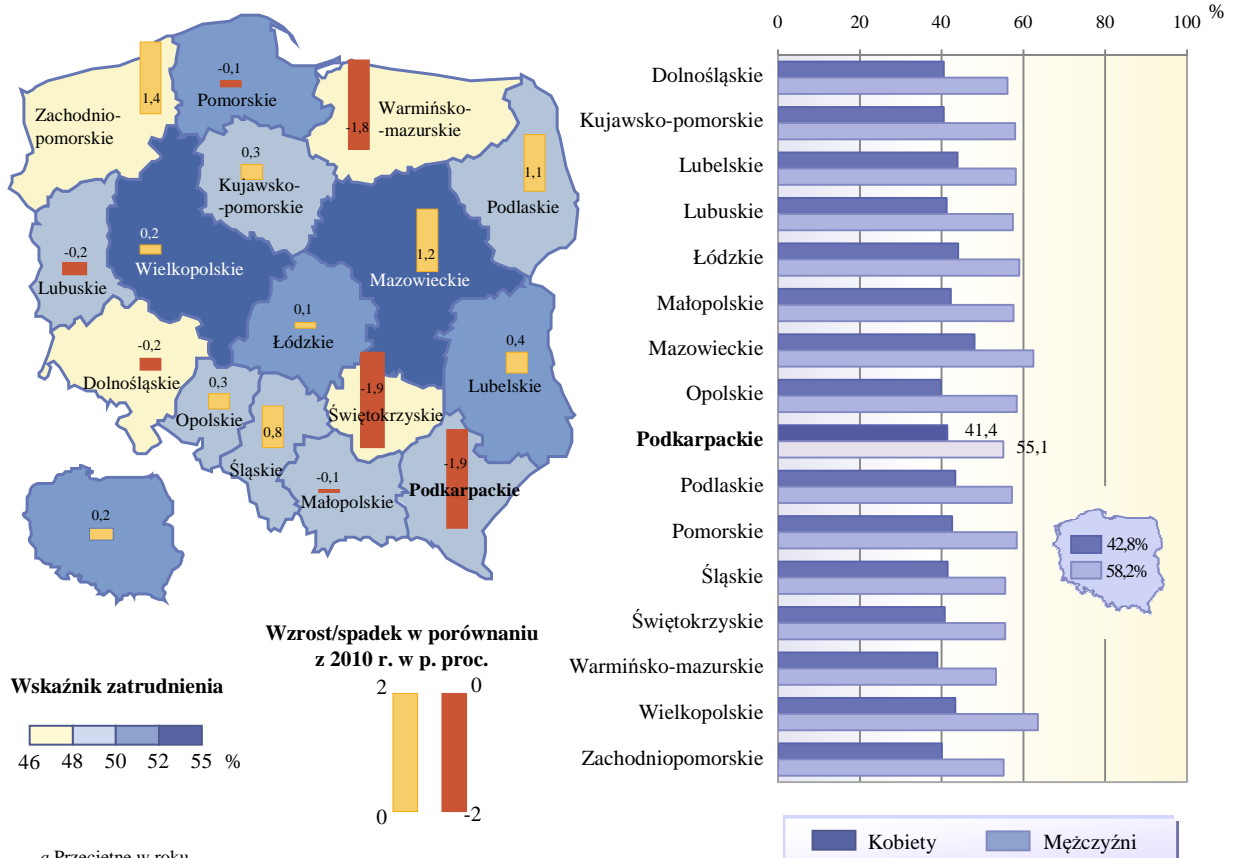 -0,1
Pomorskie
1,4
Zachodnio-
pomorskie
-1,8
Warmińsko-
-mazurskie
0,3
Kujawsko-
-pomorskie
1,1
Podlaskie
0,2
Wielkopolskie
1,2
Mazowieckie
-0,2
Lubuskie
0,1
Łódzkie
0,4
Lubelskie
-0,2
Dolnośląskie
0,3
Opolskie
0,8
Śląskie
-1,9
Świętokrzyskie
-0,1
Małopolskie
-1,9
Podkarpackie
0,2
Wzrost/spadek w porównaniu
z 2010 r. w p. proc.
2 0
0 -2
Wskaźnik zatrudnienia
46 48 50 52 55 %
a Przeciętne w roku
0 20 40 60 80 100 %
Dolnośląskie
Kujawsko-pomorskie
Lubelskie
Lubuskie
Łódzkie
Małopolskie
Mazowieckie
Opolskie
Podkarpackie 41,4
55,1
Podlaskie
Pomorskie
42,8%
58,2%
Śląskie
Świętokrzyskie
Warmińsko-mazurskie
Wielkopolskie
Zachodniopomorskie
Kobiety Mężczyźni